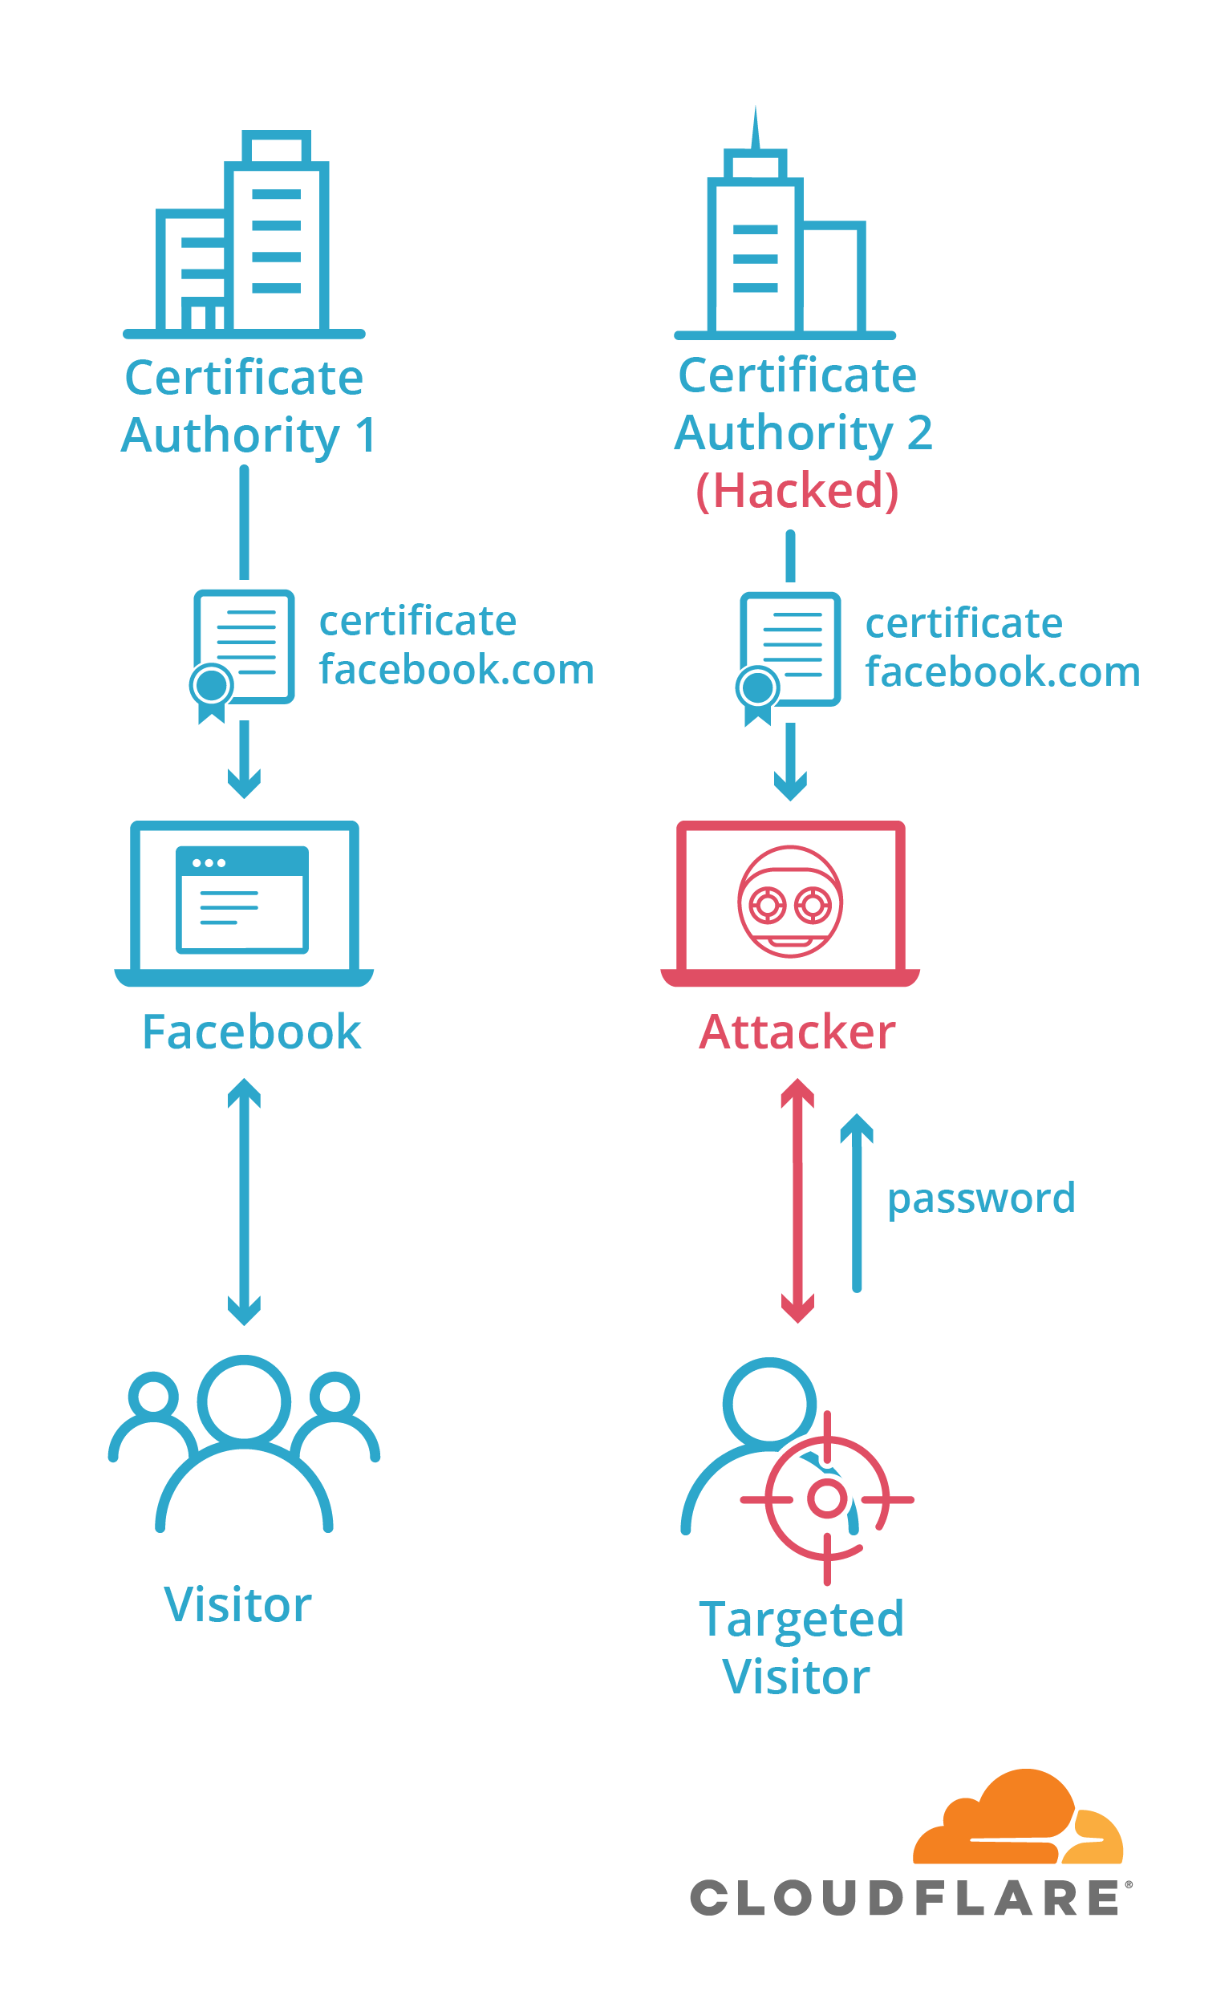 Certificate
Authority 1
certificate
facebook.com
Facebook
Visitor
Certificate
Authority 2
(Hacked)
certificate
facebook.com
Attacker
password
Targeted
Visitor
CLOUDFLARE®